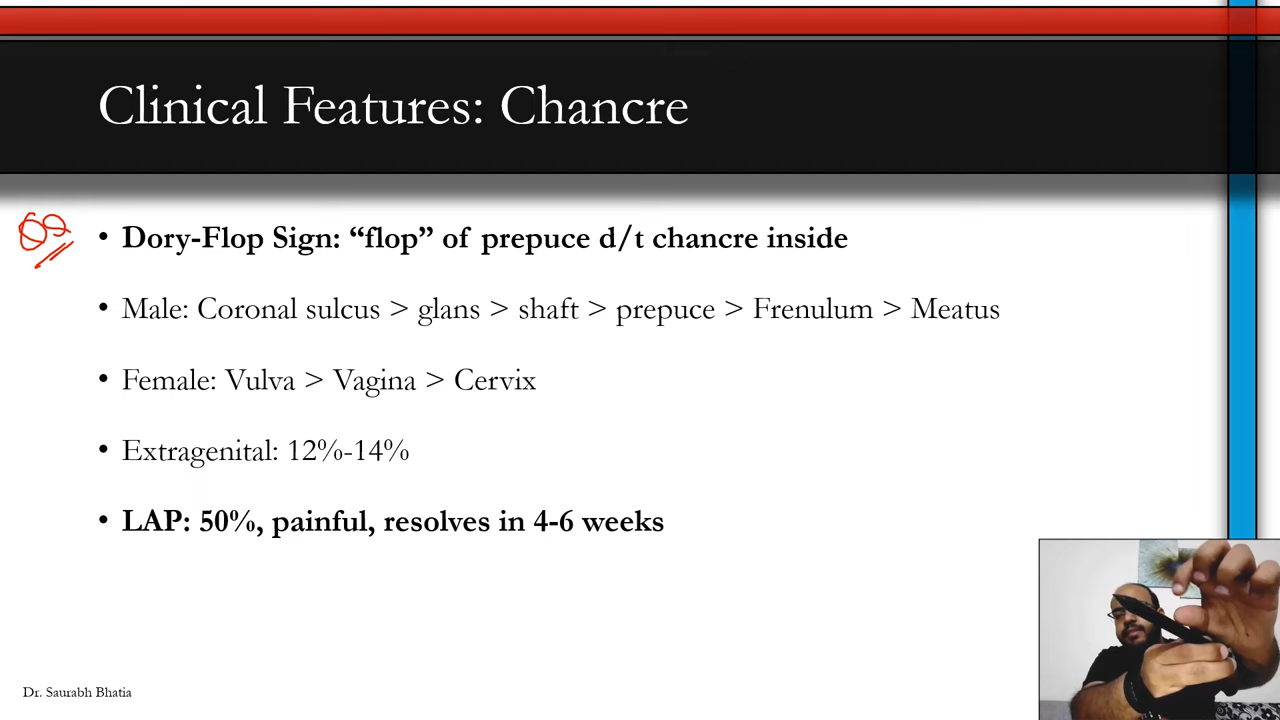 Clinical Features: Chancre
• Dory-Flop Sign: “flop” of prepuce d/t chancre inside
• Male: Coronal sulcus > glans > shaft > prepuce > Frenulum > Meatus
• Female: Vulva > Vagina > Cervix
• Extragenital: 12%-14%
• LAP: 50%, painful, resolves in 4-6 weeks
Dr. Saurabh Bhatia